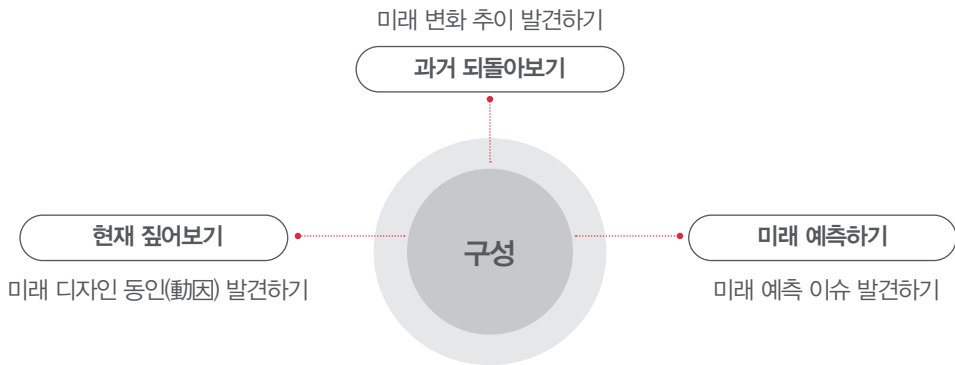 미래 변화 추이 발견하기
과거 되돌아보기
현재 짚어보기
구성
미래 예측하기
미래 디자인 동인(動因) 발견하기
미래 예측 이슈 발견하기